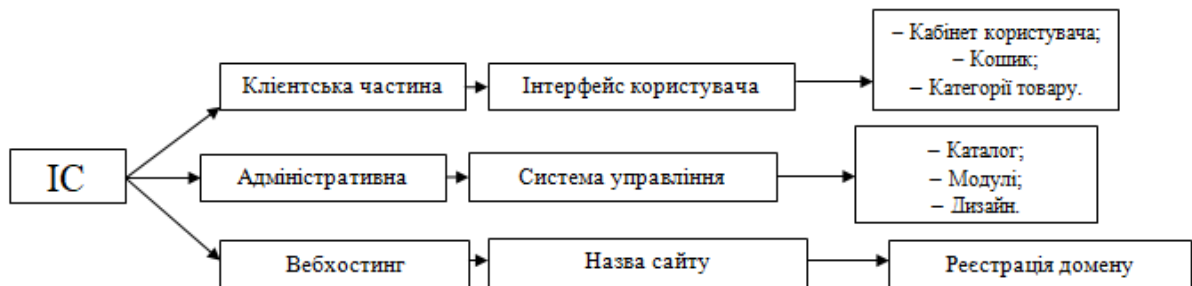 ІС
Клієнтська частина
Інтерфейс користувача
– Кабінет користувача;
– Кошик;
– Категорії товару.
Адміністративна
Система управління
– Каталог;
– Модулі;
– Дизайн.
Вебхостинг
Назва сайту
Реєстрація домену